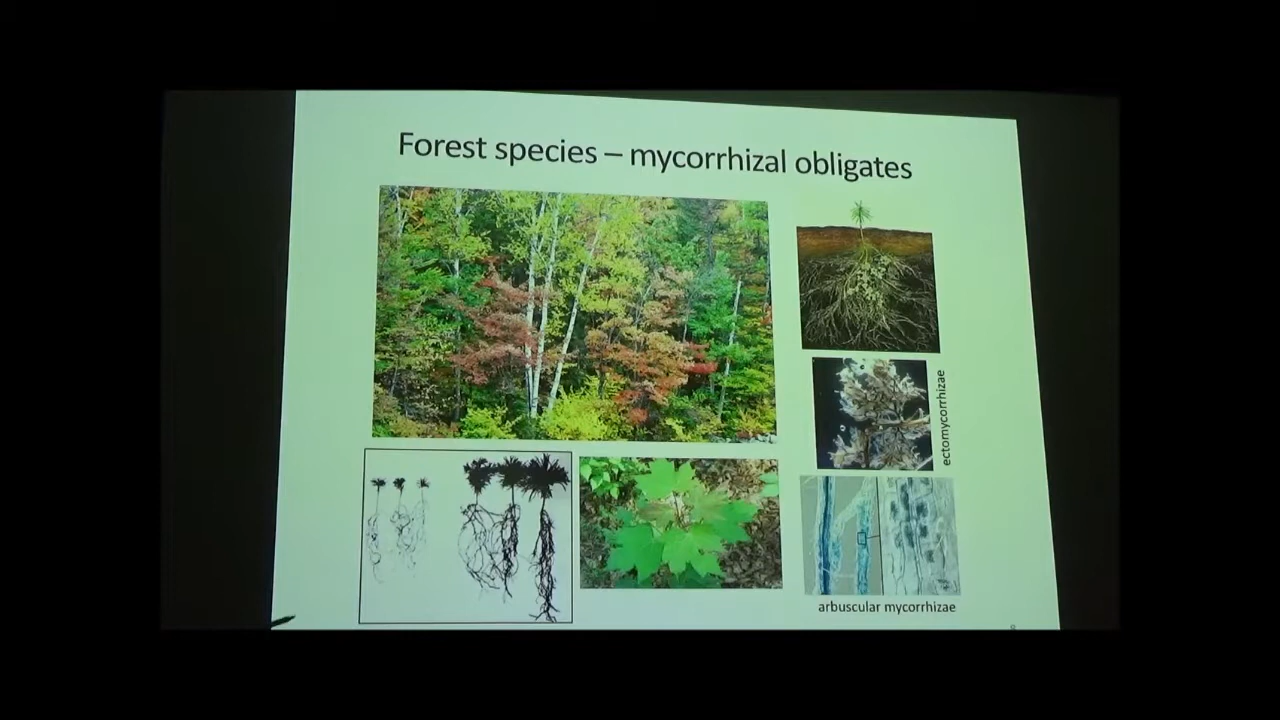 Forest species – mycorrhizal obligates
ectomycorrhizae
arbuscular mycorrhizae